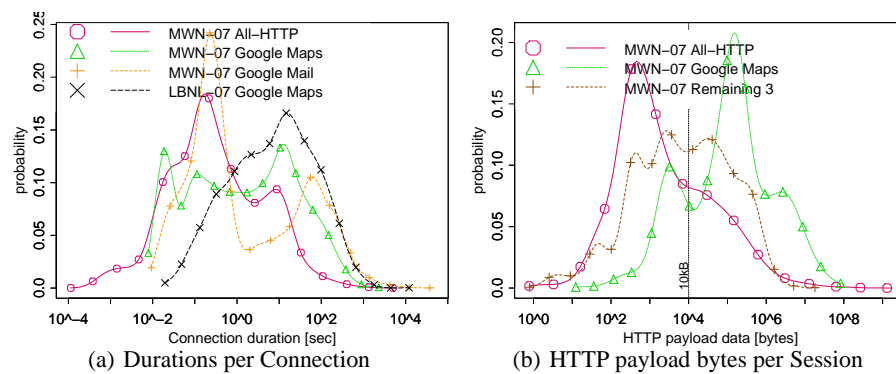 MWN−07 All−HTTP
MWN−07 Google Maps
MWN−07 Google Mail
LBNL−07 Google Maps
probability
0.00
0.05
0.10
0.15
0.20
0.25
10^−4
10^−2
10^0
10^2
10^4
Connection duration [sec]
(a) Durations per Connection
MWN−07 All−HTTP
MWN−07 Google Maps
MWN−07 Remaining 3
probability
0.00
0.05
0.10
0.15
0.20
10kB
10^0
10^2
10^4
10^6
10^8
HTTP payload data [bytes]
(b) HTTP payload bytes per Session